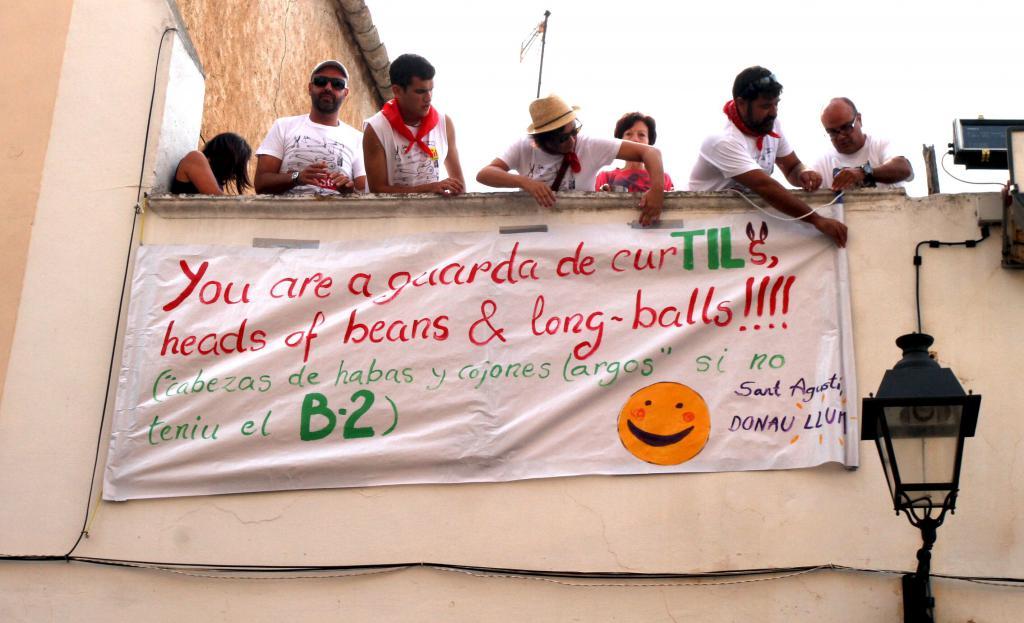 You are a guarda de curTILS,
heads of beans & long-balls!!!!
("cabezas de habas y cojones largos" si no
teniu el B-2)
Sant Agustí,
DONAU LLUM